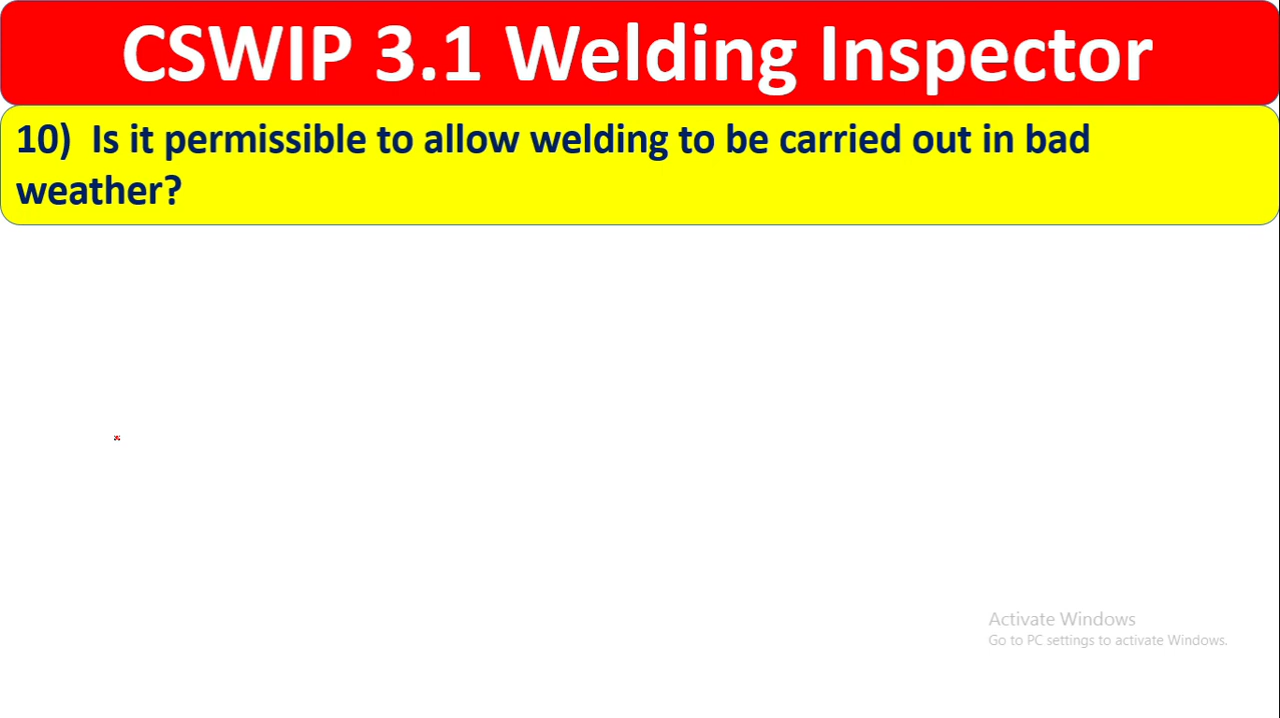 CSWIP 3.1 Welding Inspector
10) Is it permissible to allow welding to be carried out in bad
weather?
Activate Windows
Go to PC settings to activate Windows.